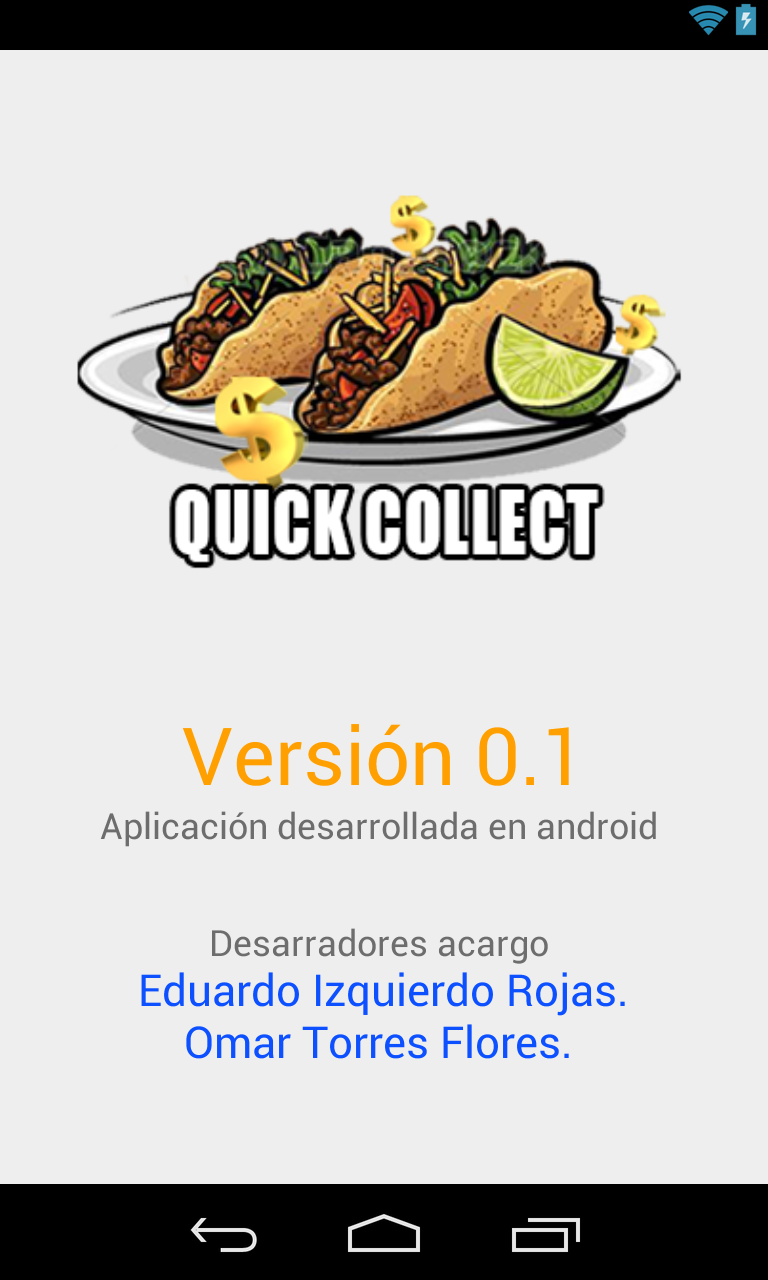 QUICK COLLECT
Versión 0.1
Aplicación desarrollada en android
Desarradores acargo
Eduardo Izquierdo Rojas.
Omar Torres Flores.